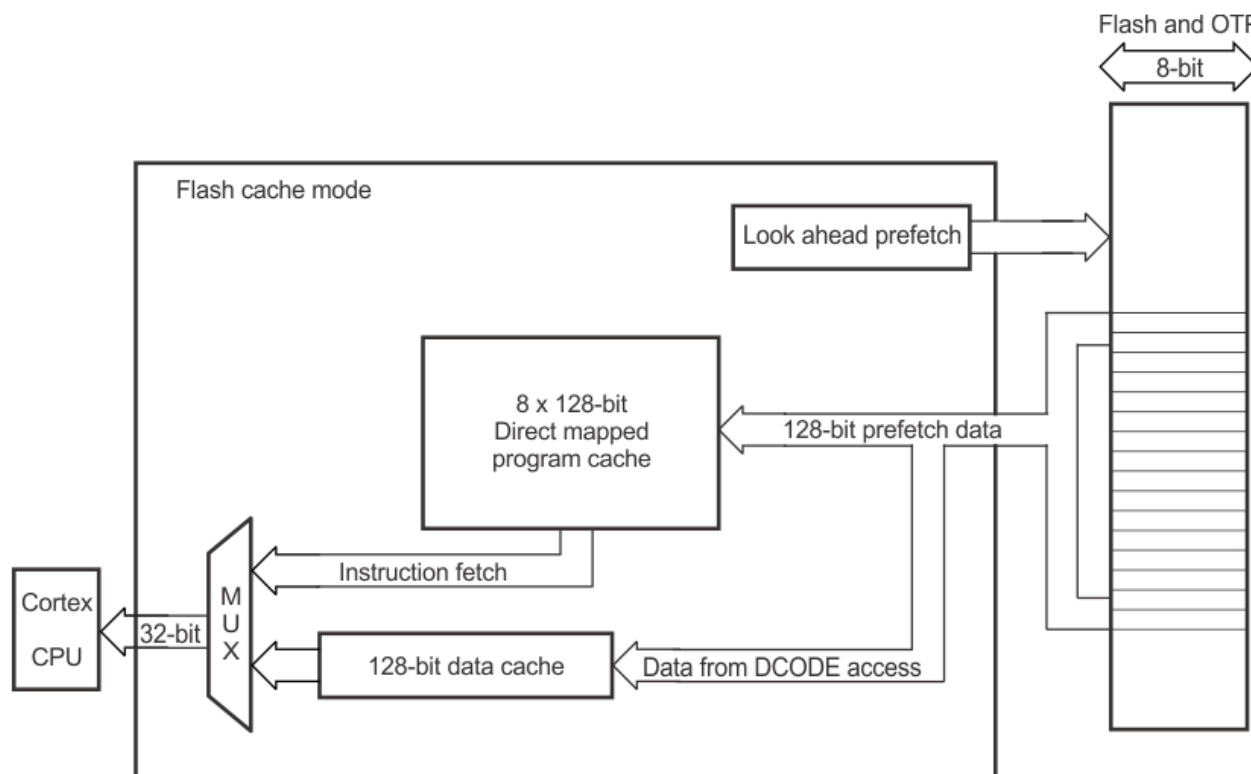 Flash and OTP
8-bit
Flash cache mode
Look ahead prefetch
8 x 128-bit
Direct mapped
program cache
128-bit prefetch data
Instruction fetch
MUX
Cortex
CPU
32-bit
128-bit data cache
Data from DCODE access